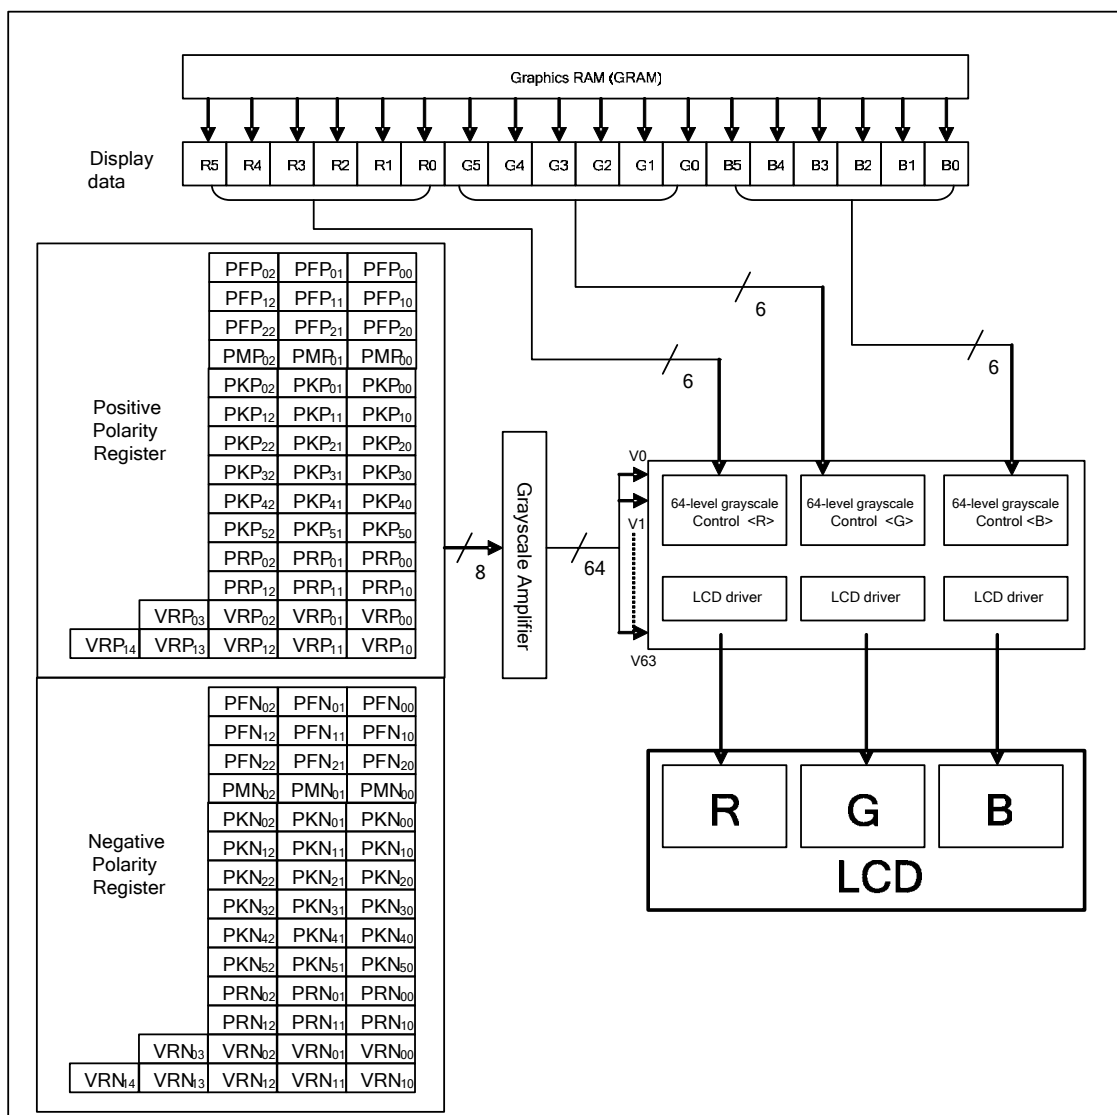 Graphics RAM (GRAM)
Display data
R5 R4 R3 R2 R1 R0 G5 G4 G3 G2 G1 G0 B5 B4 B3 B2 B1 B0
6
6
6
Positive Polarity Register
PFP02 PFP01 PFP00
PFP12 PFP11 PFP10
PFP22 PFP21 PFP20
PMP02 PMP01 PMP00
PKP02 PKP01 PKP00
PKP12 PKP11 PKP10
PKP22 PKP21 PKP20
PKP32 PKP31 PKP30
PKP42 PKP41 PKP40
PKP52 PKP51 PKP50
PRP02 PRP01 PRP00
PRP12 PRP11 PRP10
VRP03 VRP02 VRP01 VRP00
VRP14 VRP13 VRP12 VRP11 VRP10
8
Grayscale Amplifier
64
V0
V1
V63
64-level grayscale Control <R>
64-level grayscale Control <G>
64-level grayscale Control <B>
LCD driver
LCD driver
LCD driver
Negative Polarity Register
PFN02 PFN01 PFN00
PFN12 PFN11 PFN10
PFN22 PFN21 PFN20
PMN02 PMN01 PMN00
PKN02 PKN01 PKN00
PKN12 PKN11 PKN10
PKN22 PKN21 PKN20
PKN32 PKN31 PKN30
PKN42 PKN41 PKN40
PKN52 PKN51 PKN50
PRN02 PRN01 PRN00
PRN12 PRN11 PRN10
VRN03 VRN02 VRN01 VRN00
VRN14 VRN13 VRN12 VRN11 VRN10
R G B
LCD